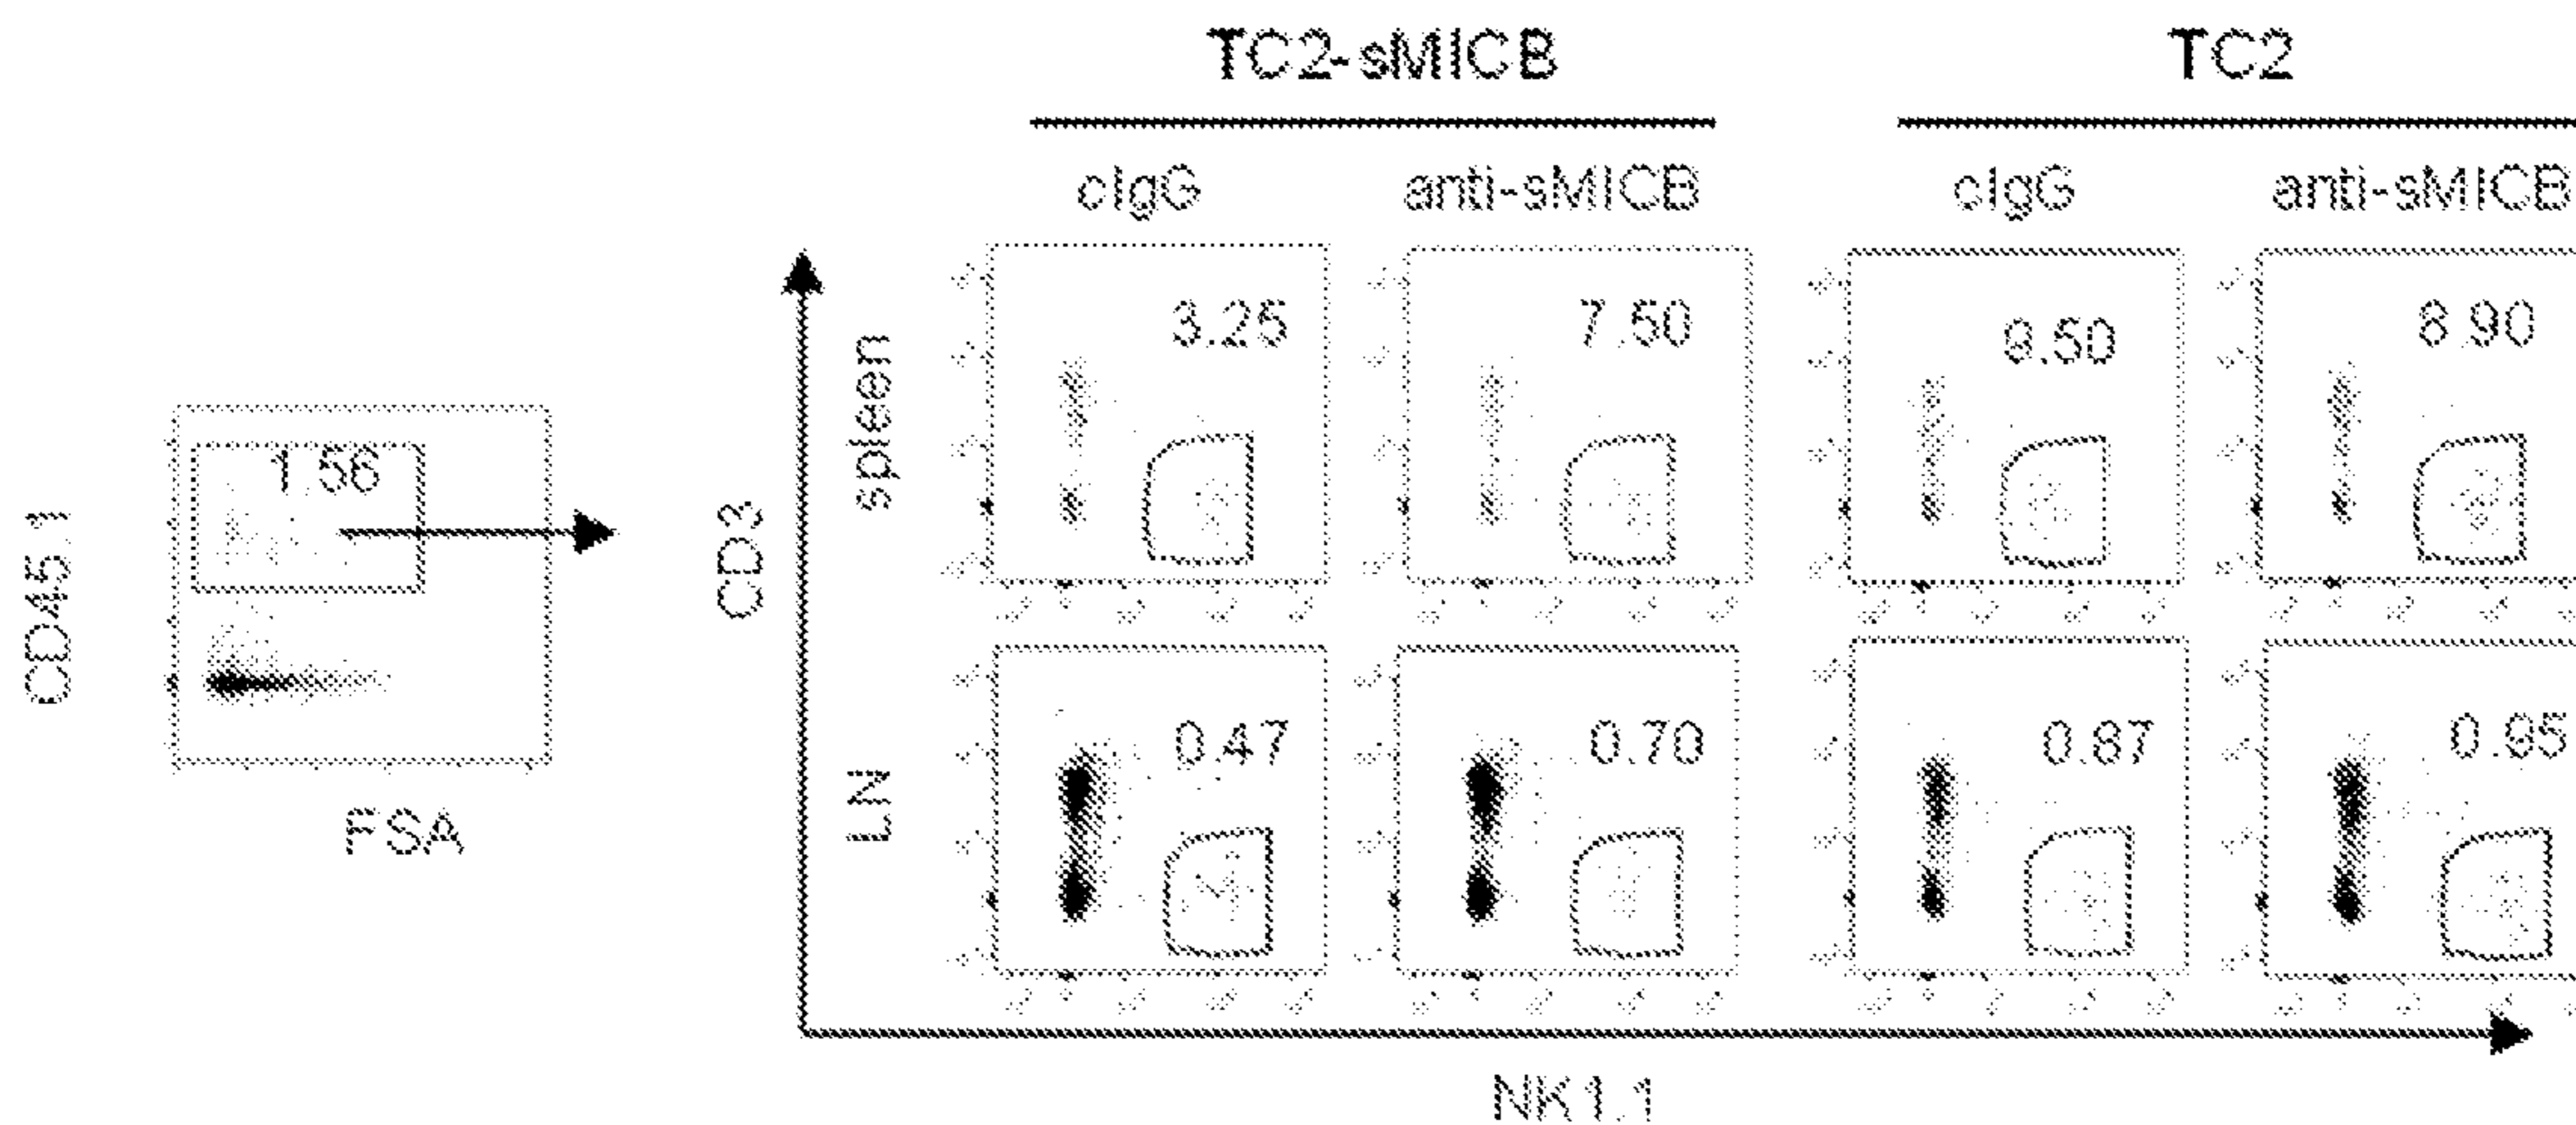 TC2-sMICB
TC2
cIgG
anti-sMICB
cIgG
anti-sMICB
spleen
3.25
7.50
9.50
8.90
CD45.1
1.56
FSA
CD3
LN
0.47
0.70
0.87
0.95
NK1.1